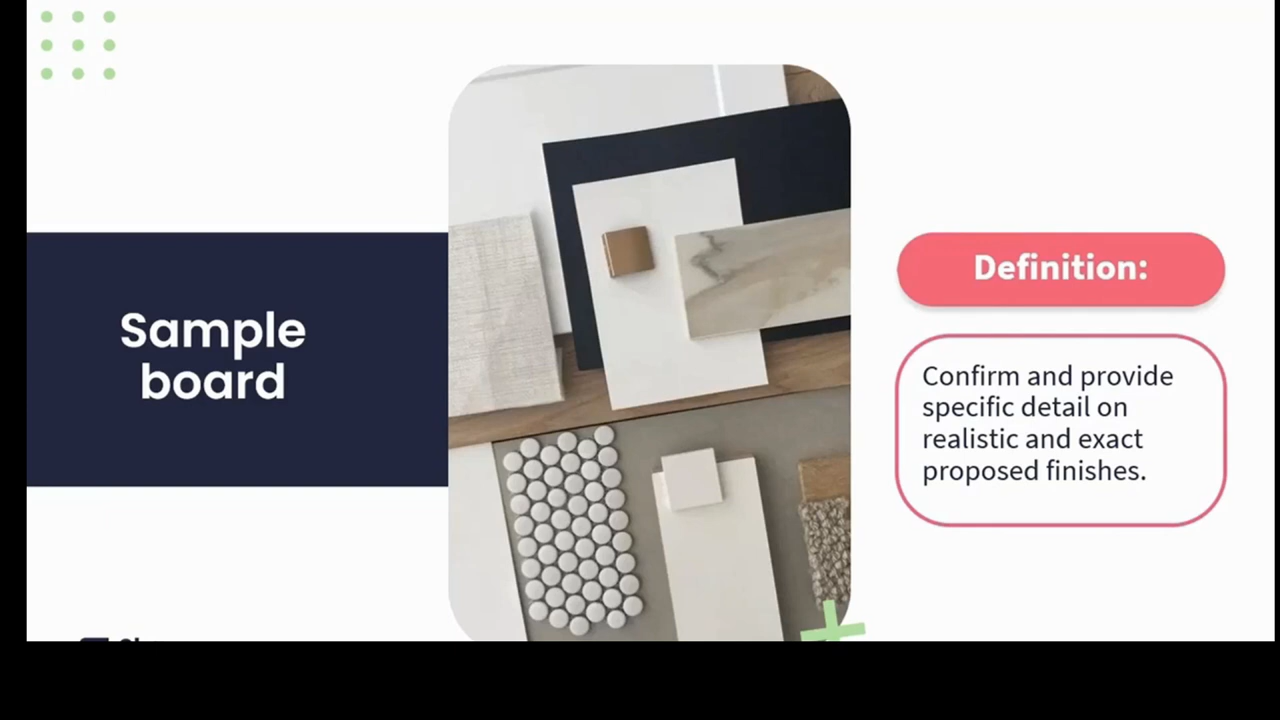 Sample
board
Definition:
Confirm and provide
specific detail on
realistic and exact
proposed finishes.